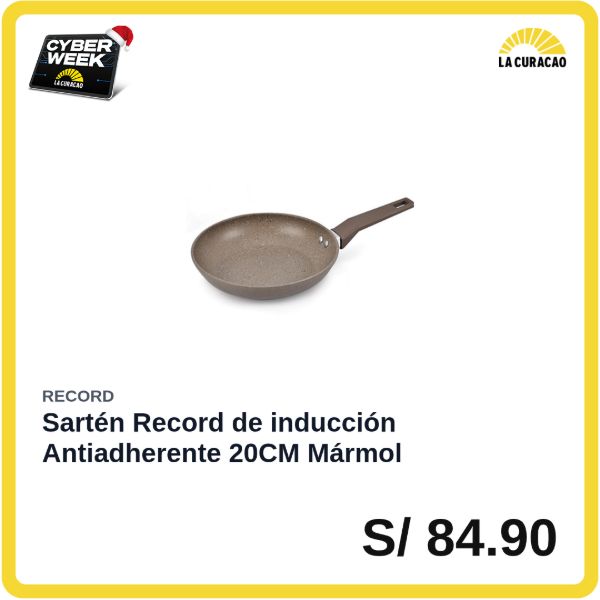 CYBER
WEEK
LA CURACAO
LA CURACAO
RECORD
Sartén Record de inducción
Antiadherente 20CM Mármol
S/ 84.90